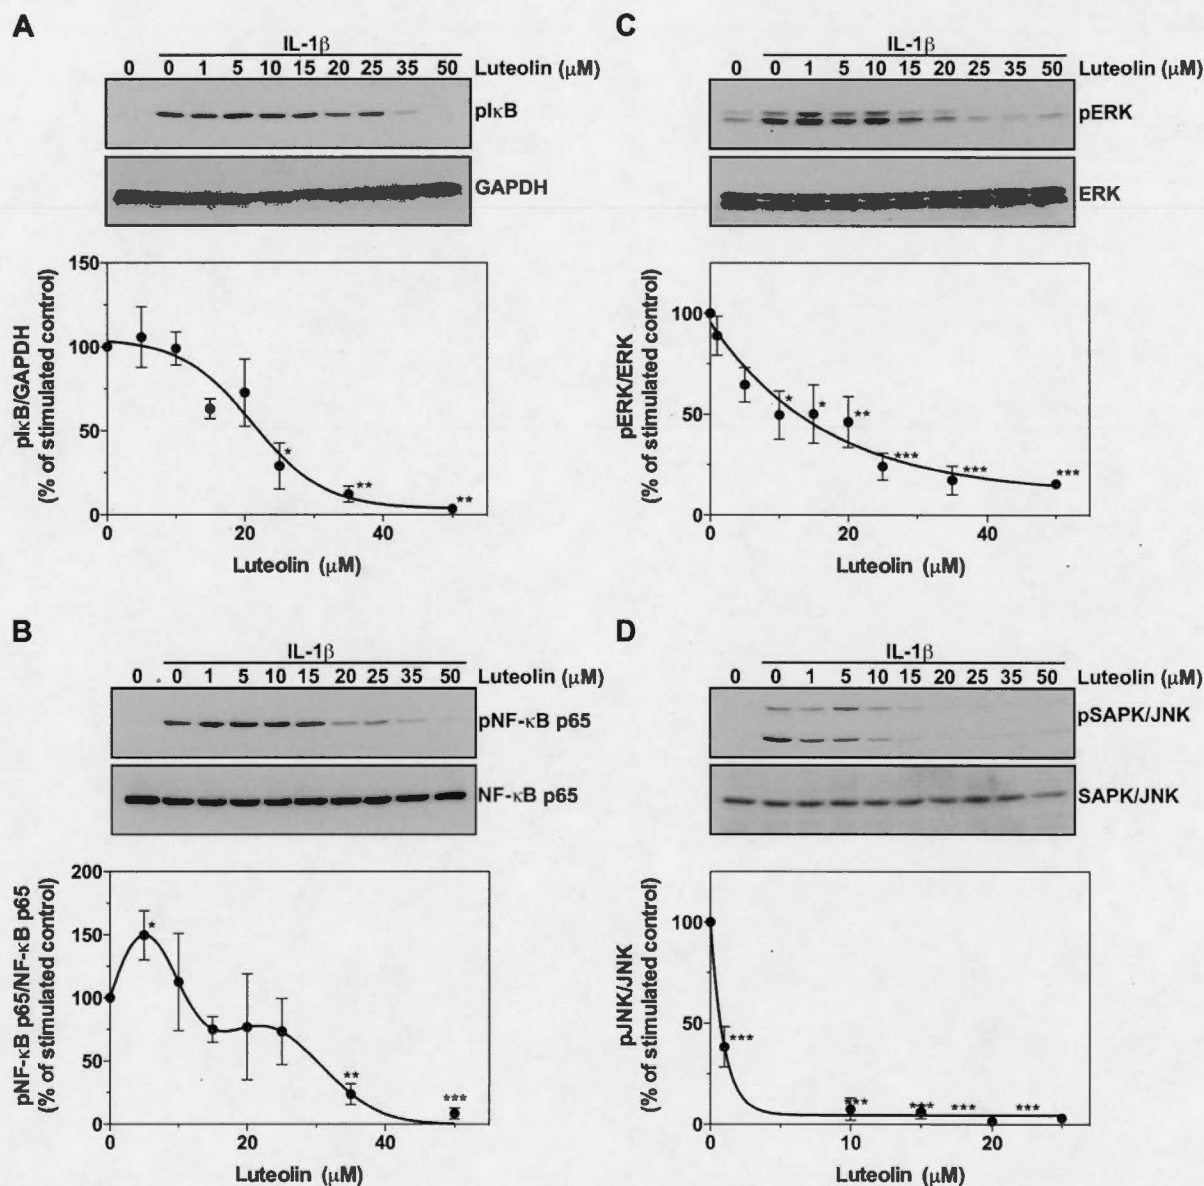 A
IL-1β
0 0 1 5 10 15 20 25 35 50 Luteolin (μM)
pIκB
GAPDH
150
100
50
0
pIκB/GAPDH
(% of stimulated control)
*
**
**
0 20 40
Luteolin (μM)
B
IL-1β
0 0 1 5 10 15 20 25 35 50 Luteolin (μM)
pNF-κB p65
NF-κB p65
200
150
100
50
0
pNF-κB p65/NF-κB p65
(% of stimulated control)
*
**
***
0 20 40
Luteolin (μM)
C
IL-1β
0 0 1 5 10 15 20 25 35 50 Luteolin (μM)
pERK
ERK
100
50
0
pERK/ERK
(% of stimulated control)
*
*
**
***
***
***
0 20 40
Luteolin (μM)
D
IL-1β
0 0 1 5 10 15 20 25 35 50 Luteolin (μM)
pSAPK/JNK
SAPK/JNK
100
50
0
pJNK/JNK
(% of stimulated control)
***
***
***
***
***
0 10 20
Luteolin (μM)